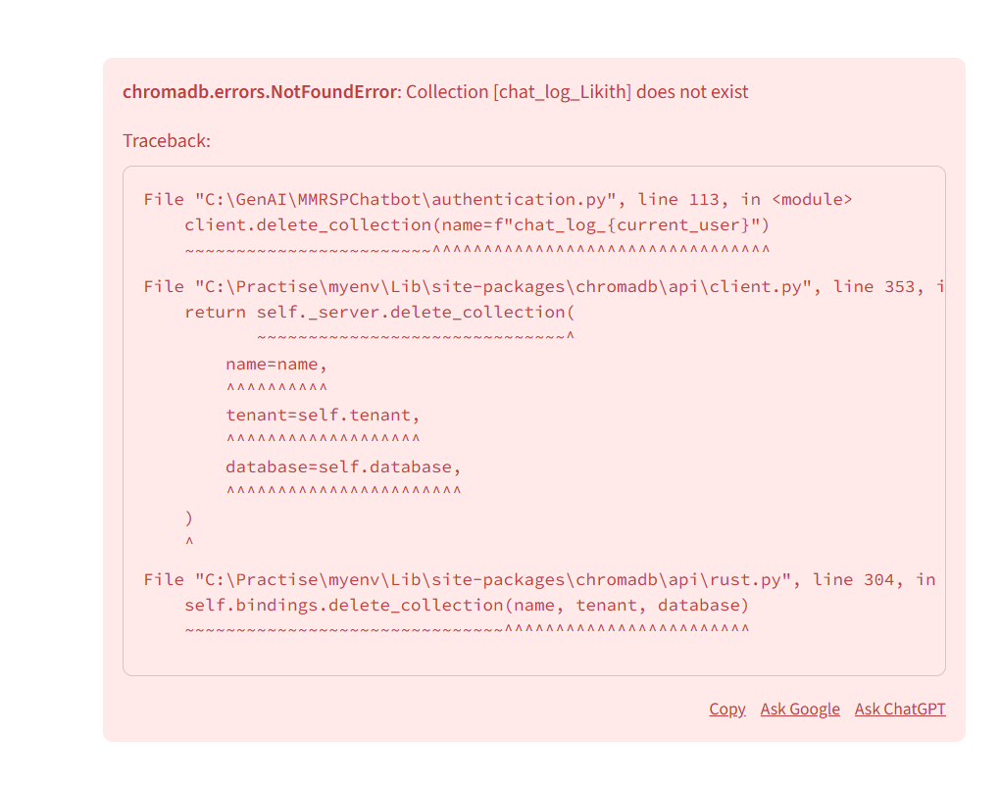 chromadb.errors.NotFoundError: Collection [chat_log_Likith] does not exist
Traceback:
File "C:\GenAI\MMRSPChatbot\authentication.py", line 113, in <module>
    client.delete_collection(name=f"chat_log_{current_user}")
    ~~~~~~~~~~~~~~~~~~~~~~~~^^^^^^^^^^^^^^^^^^^^^^^^^^^^^^^^^
File "C:\Practise\myenv\Lib\site-packages\chromadb\api\client.py", line 353, i
    return self._server.delete_collection(
           ~~~~~~~~~~~~~~~~~~~~~~~~~~~~~~^
        name=name,
        ^^^^^^^^^^
        tenant=self.tenant,
        ^^^^^^^^^^^^^^^^^^^
        database=self.database,
        ^^^^^^^^^^^^^^^^^^^^^^^
    )
    ^
File "C:\Practise\myenv\Lib\site-packages\chromadb\api\rust.py", line 304, in
    self.bindings.delete_collection(name, tenant, database)
    ~~~~~~~~~~~~~~~~~~~~~~~~~~~~~~~^^^^^^^^^^^^^^^^^^^^^^^^
Copy Ask Google Ask ChatGPT